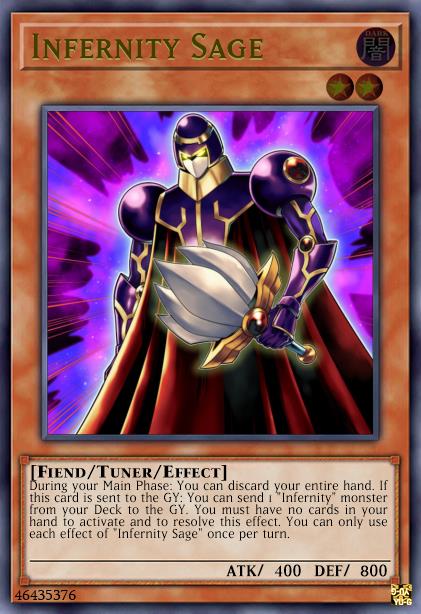 INFERNITY SAGE
DARK
闇
[FIEND/TUNER/EFFECT]
During your Main Phase: You can discard your entire hand. If
this card is sent to the GY: You can send 1 "Infernity" monster
from your Deck to the GY. You must have no cards in your
hand to activate and to resolve this effect. You can only use
each effect of "Infernity Sage" once per turn.
ATK/ 400 DEF/ 800
46435376